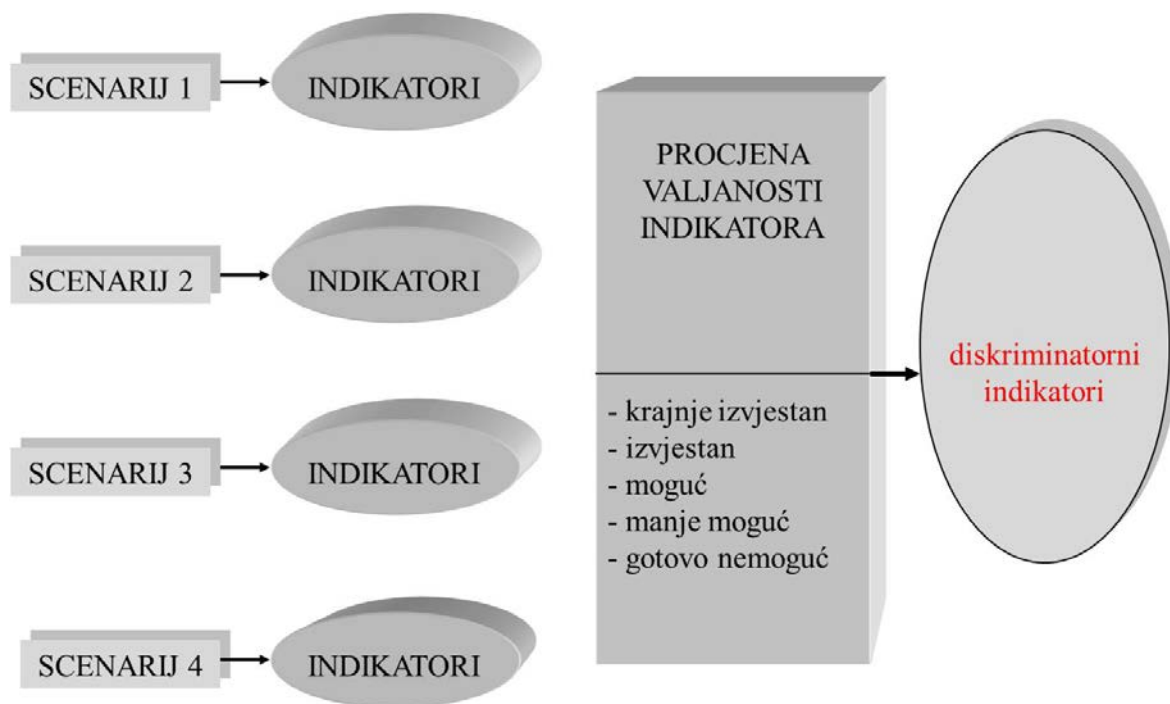 SCENARIJ 1
INDIKATORI
SCENARIJ 2
INDIKATORI
SCENARIJ 3
INDIKATORI
SCENARIJ 4
INDIKATORI
PROCJENA
VALJANOSTI
INDIKATORA
- krajnje izvjestan
- izvjestan
- moguć
- manje moguć
- gotovo nemoguć
diskriminatorni
indikatori